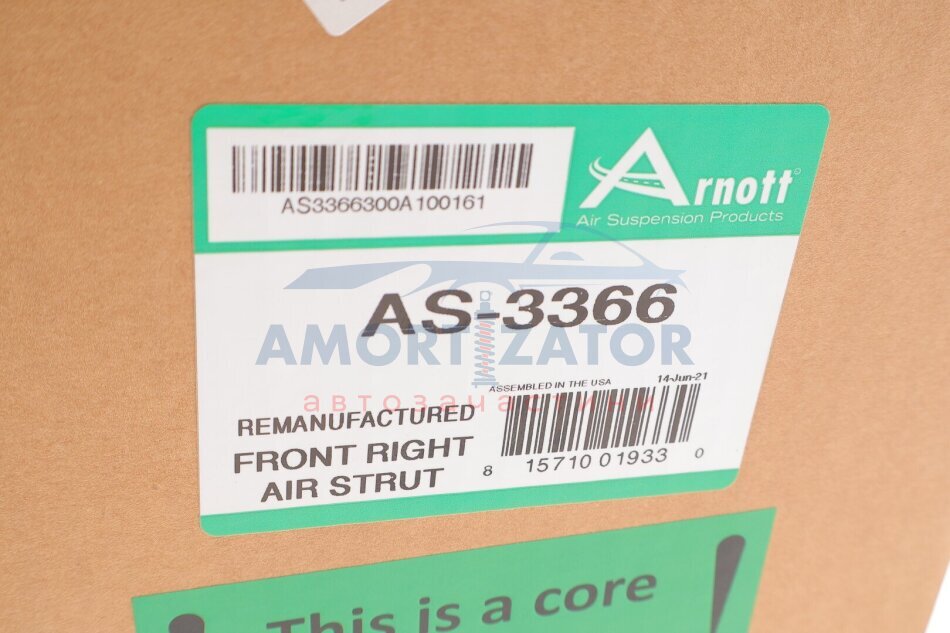 AS3366300A100161
Arnott
Air Suspension Products
AS-3366
AMORTIZATOR
автозапчастини
ASSEMBLED IN THE USA 14-Jun-21
REMANUFACTURED
FRONT RIGHT
AIR STRUT
8 15710 01933 0
This is a core